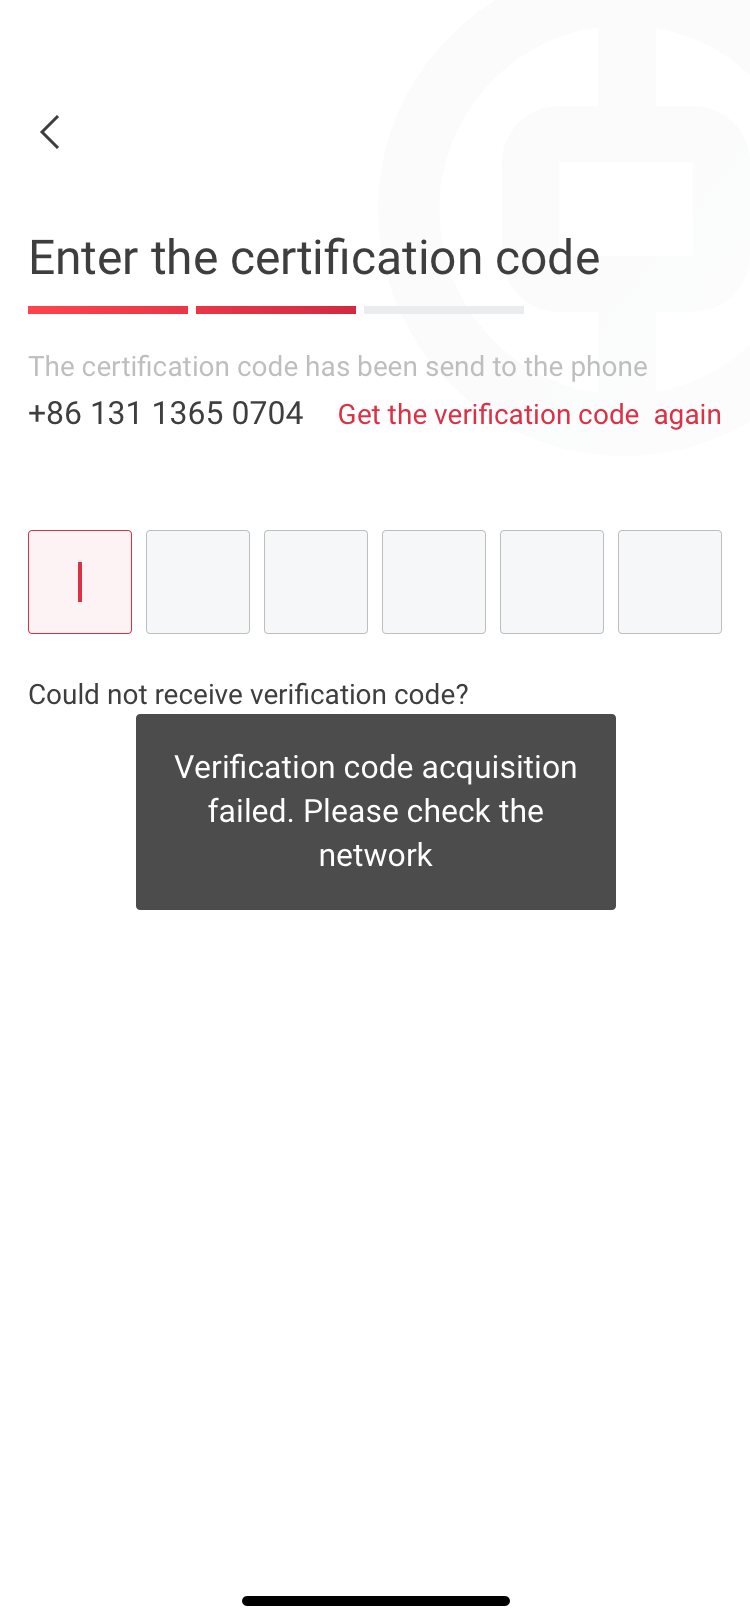 Enter the certification code
The certification code has been send to the phone
+86 131 1365 0704 Get the verification code again
Could not receive verification code?
Verification code acquisition
failed. Please check the
network